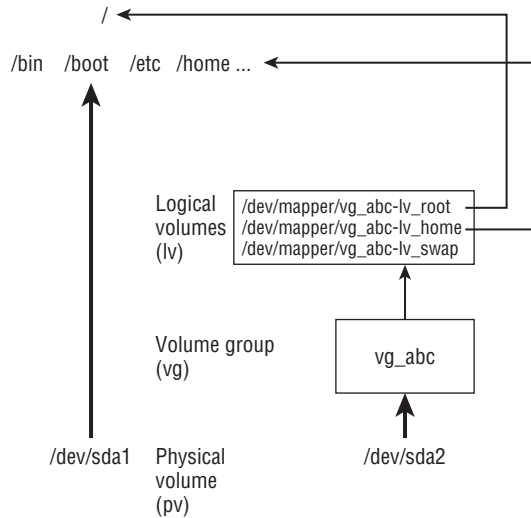 /
/bin /boot /etc /home ...
Logical
volumes
(lv)
/dev/mapper/vg_abc-lv_root
/dev/mapper/vg_abc-lv_home
/dev/mapper/vg_abc-lv_swap
Volume group
(vg)
vg_abc
/dev/sda1
Physical
volume
(pv)
/dev/sda2